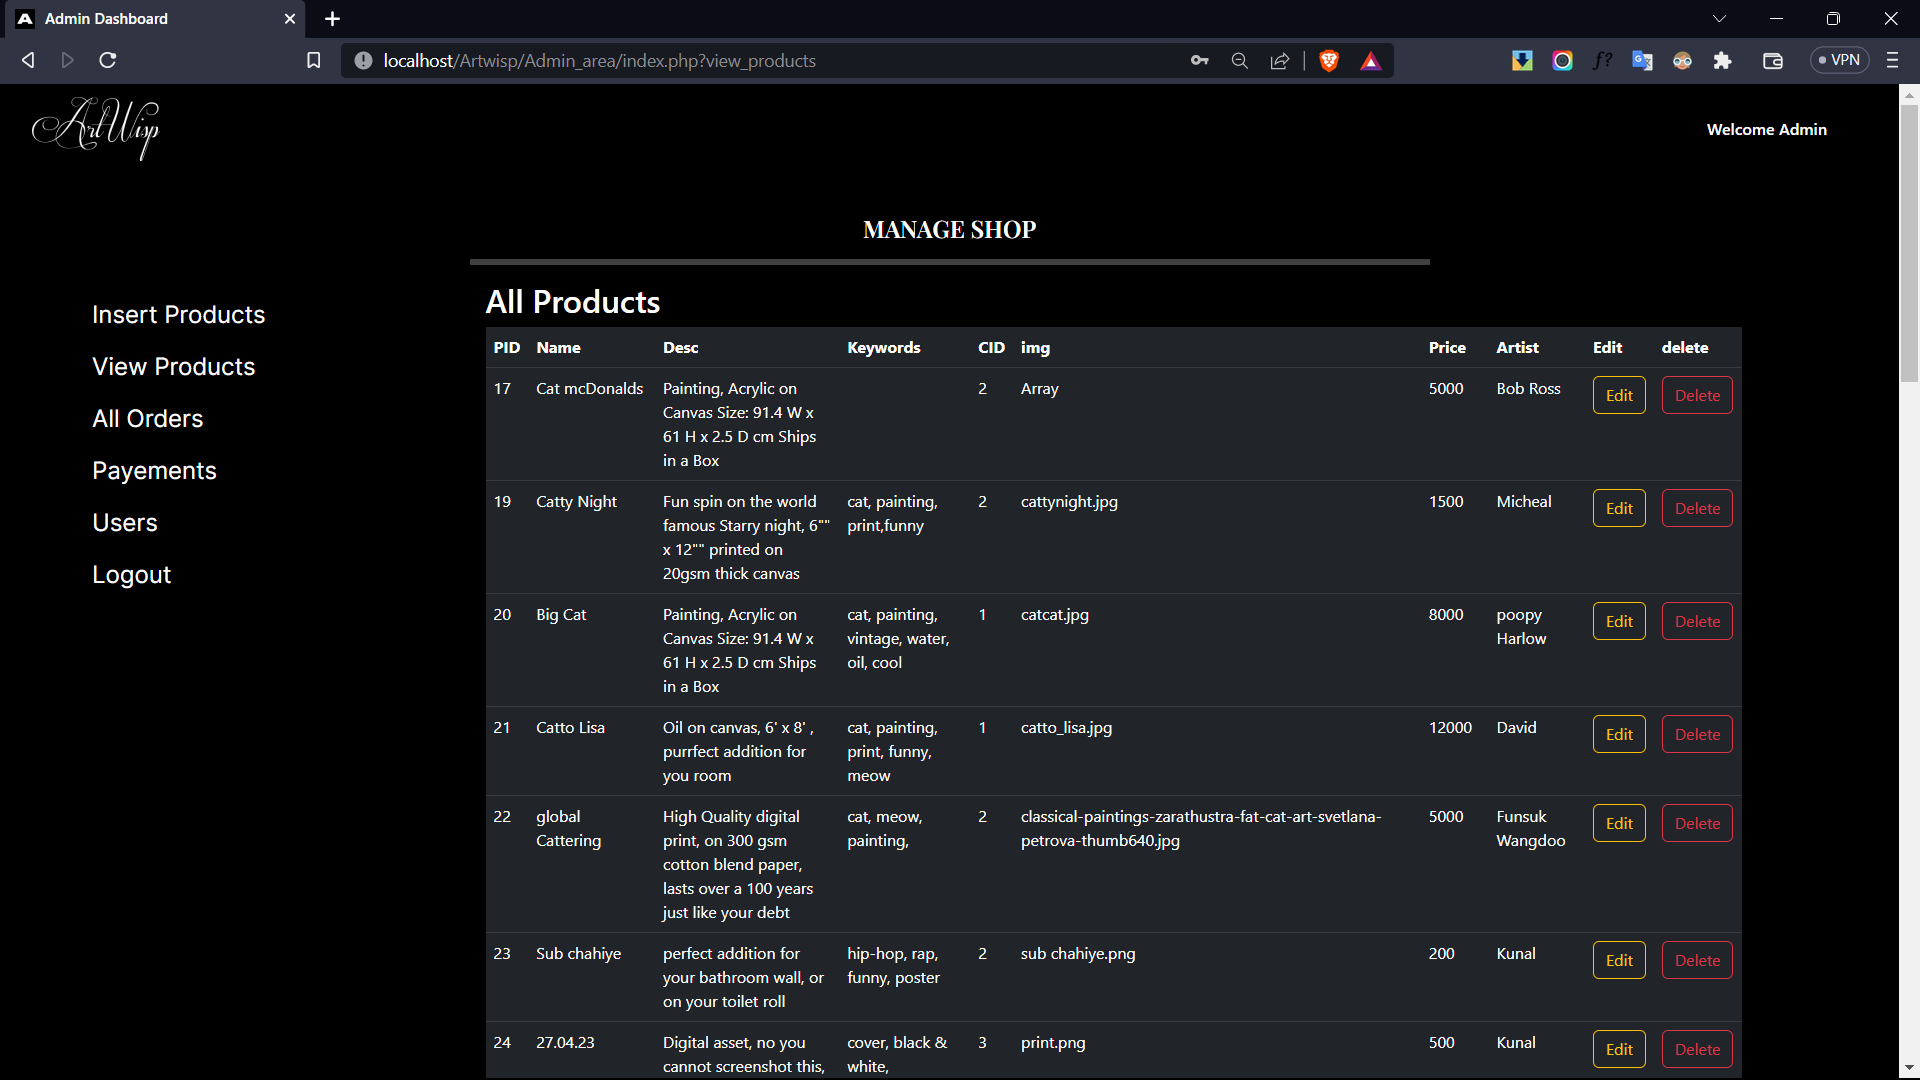 Admin Dashboard
localhost/Artwisp/Admin_area/index.php?view_products
VPN
ArtWisp
Welcome Admin
MANAGE SHOP
Insert Products
View Products
All Orders
Payements
Users
Logout
All Products
PID Name Desc Keywords CID img Price Artist Edit delete
17 Cat mcDonalds Painting, Acrylic on 2 Array 5000 Bob Ross Edit Delete
Canvas Size: 91.4 W x
61 H x 2.5 D cm Ships
in a Box
19 Catty Night Fun spin on the world cat, painting, 2 cattynight.jpg 1500 Micheal Edit Delete
famous Starry night, 6"" print,funny
x 12"" printed on
20gsm thick canvas
20 Big Cat Painting, Acrylic on cat, painting, 1 catcat.jpg 8000 poopy Edit Delete
Canvas Size: 91.4 W x vintage, water, Harlow
61 H x 2.5 D cm Ships oil, cool
in a Box
21 Catto Lisa Oil on canvas, 6' x 8' , cat, painting, 1 catto_lisa.jpg 12000 David Edit Delete
purrfect addition for print, funny,
you room meow
22 global High Quality digital cat, meow, 2 classical-paintings-zarathustra-fat-cat-art-svetlana- 5000 Funsuk Edit Delete
Cattering print, on 300 gsm painting, petrova-thumb640.jpg Wangdoo
cotton blend paper,
lasts over a 100 years
just like your debt
23 Sub chahiye perfect addition for hip-hop, rap, 2 sub chahiye.png 200 Kunal Edit Delete
your bathroom wall, or funny, poster
on your toilet roll
24 27.04.23 Digital asset, no you cover, black & 3 print.png 500 Kunal Edit Delete
cannot screenshot this, white,